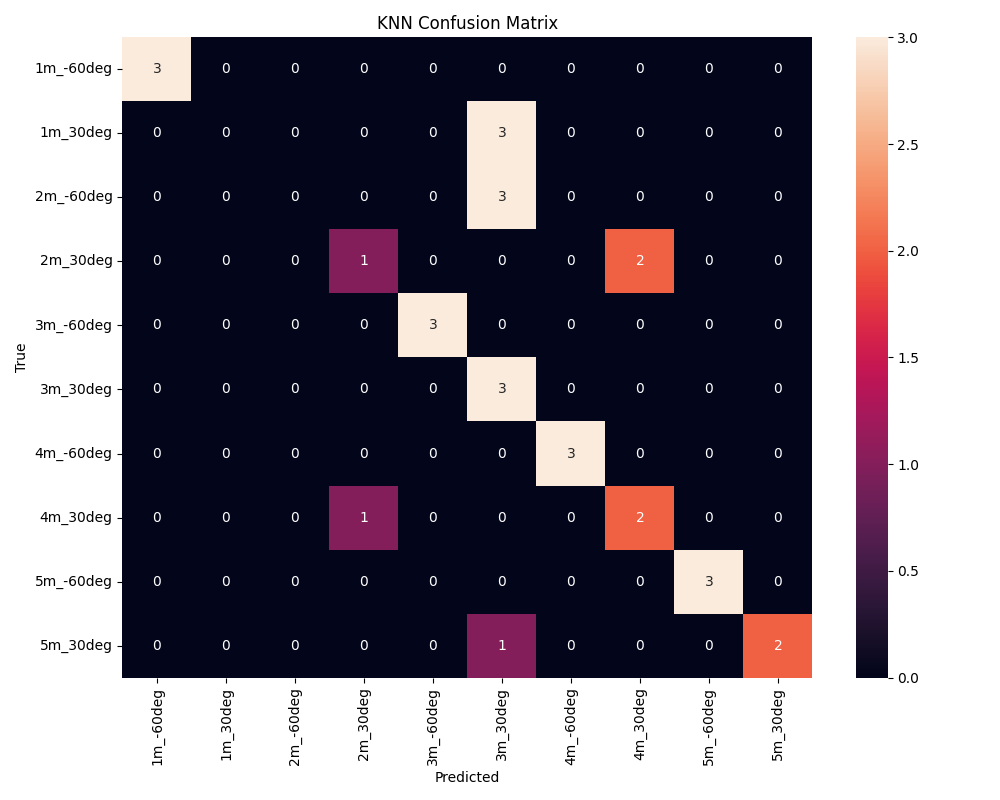 KNN Confusion Matrix
1m_-60deg 3 0 0 0 0 0 0 0 0 0
1m_30deg 0 0 0 0 0 3 0 0 0 0
2m_-60deg 0 0 0 0 0 3 0 0 0 0
2m_30deg 0 0 0 1 0 0 0 2 0 0
3m_-60deg 0 0 0 0 3 0 0 0 0 0
3m_30deg 0 0 0 0 0 3 0 0 0 0
4m_-60deg 0 0 0 0 0 0 3 0 0 0
4m_30deg 0 0 0 1 0 0 0 2 0 0
5m_-60deg 0 0 0 0 0 0 0 0 3 0
5m_30deg 0 0 0 0 0 1 0 0 0 2
True
1m_-60deg 1m_30deg 2m_-60deg 2m_30deg 3m_-60deg 3m_30deg 4m_-60deg 4m_30deg 5m_-60deg 5m_30deg
Predicted
3.0
2.5
2.0
1.5
1.0
0.5
0.0